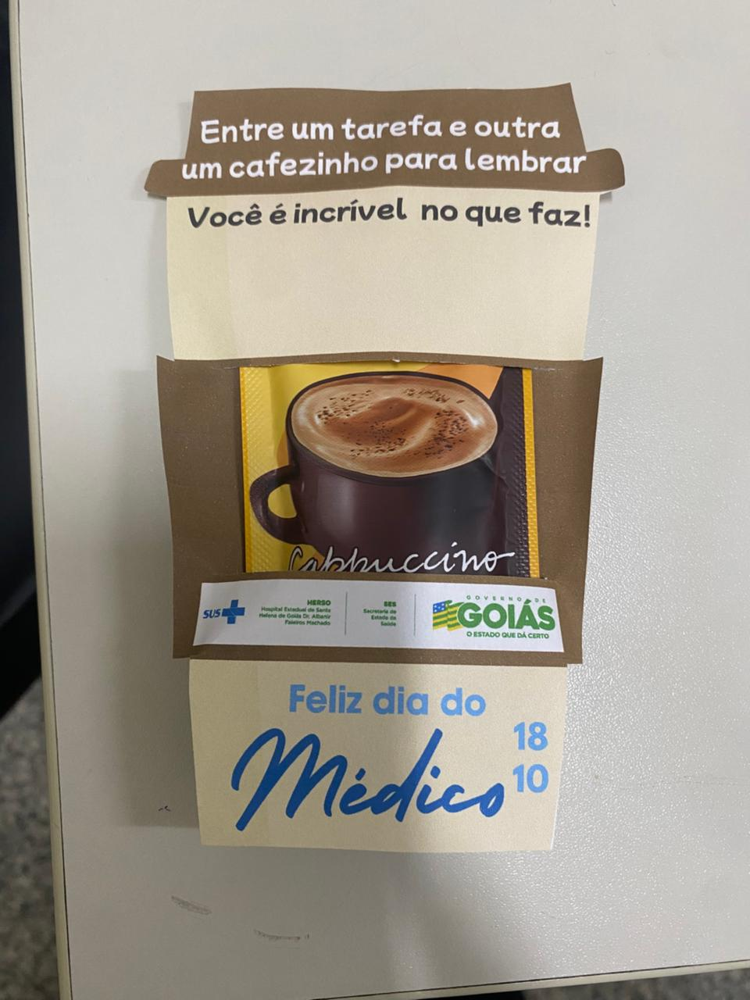 Entre um tarefa e outra
um cafezinho para lembrar
Você é incrível no que faz!
Cappuccino
SUS
HERSO
Hospital Estadual de Santa
Helena de Goiás Dr. Albanir
Faleiros Machado
SES
Secretaria de
Estado da
Saúde
GOVERNO DE
GOIÁS
O ESTADO QUE DÁ CERTO
Feliz dia do
Médico
18
10